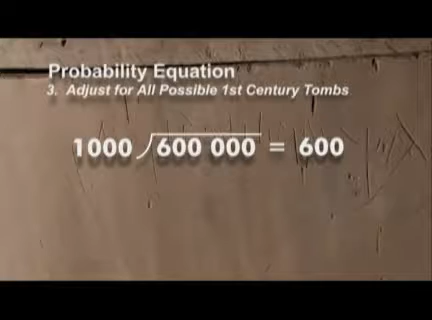 Probability Equation
3. Adjust for All Possible 1st Century Tombs
1000 √600 000 = 600